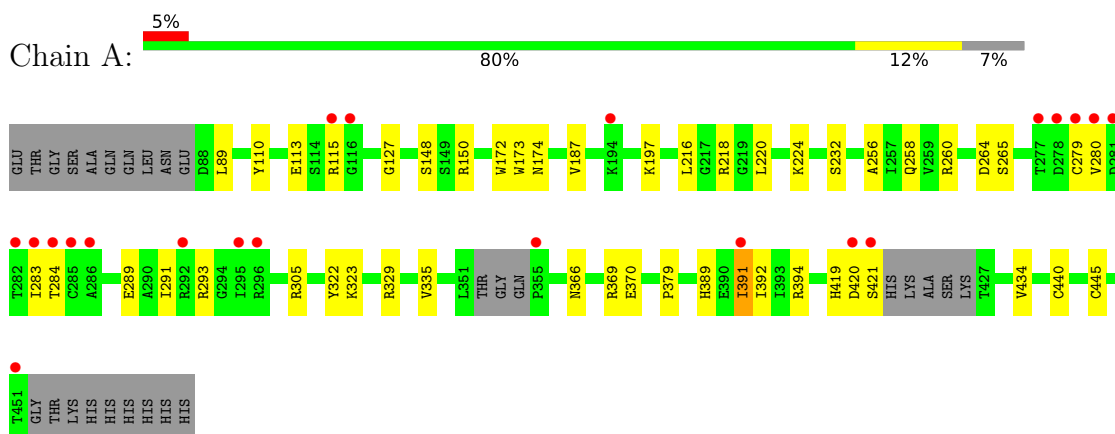 5%
Chain A:
80% 12% 7%
GLU THR GLY SER ALA GLN GLN LEU ASN GLU D88 L89 Y110 E113 S114 R115 G116 G127 S148 S149 R150 W172 W173 N174 V187 K194 K197 L216 G217 R218 G219 L220 K224 S232 A256 I257 Q258 V259 R260 D264 S265 T277 D278 C279 V280 D281
T282 I283 T284 C285 A286 E289 A290 I291 R292 R293 G294 I295 R296 R305 Y322 K323 R329 V335 L351 THR GLY GLN P355 N366 R369 E370 P379 H389 E390 I391 I392 I393 R394 H419 D420 S421 HIS LYS ALA SER LYS T427 V434 C440 C445
T451 GLY THR LYS HIS HIS HIS HIS HIS HIS